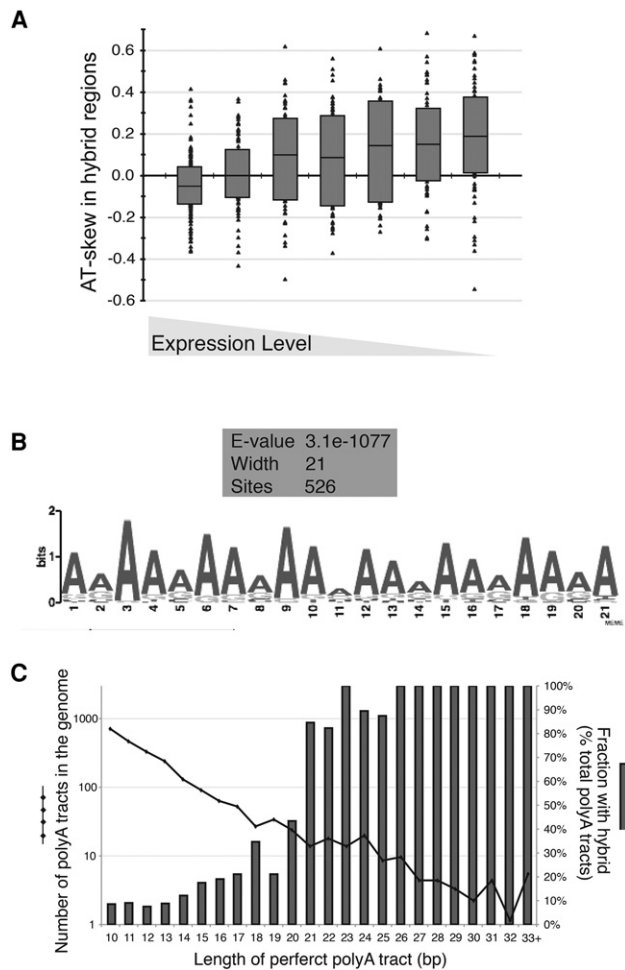 A
AT-skew in hybrid regions
0.6
0.4
0.2
0.0
-0.2
-0.4
-0.6
Expression Level
B
E-value 3.1e-1077
Width 21
Sites 526
bits
2
1
0
1 2 3 4 5 6 7 8 9 10 11 12 13 14 15 16 17 18 19 20 21
MEME
C
Number of polyA tracts in the genome
1000
100
10
1
100%
90%
80%
70%
60%
50%
40%
30%
20%
10%
0%
Fraction with hybrid
(% total polyA tracts)
10 11 12 13 14 15 16 17 18 19 20 21 22 23 24 25 26 27 28 29 30 31 32 33+
Length of perferct polyA tract (bp)